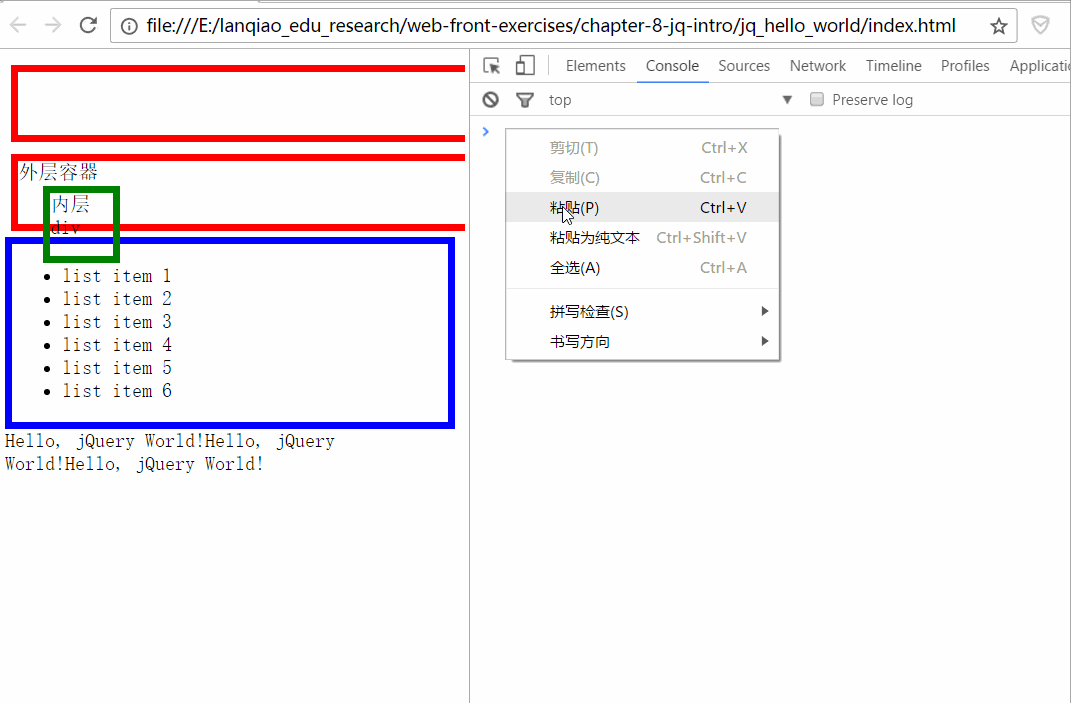 file:///E:/lanqiao_edu_research/web-front-exercises/chapter-8-jq-intro/jq_hello_world/index.html
Elements Console Sources Network Timeline Profiles Applicati
top Preserve log
外层容器
内层
div
list item 1
list item 2
list item 3
list item 4
list item 5
list item 6
Hello, jQuery World!Hello, jQuery
World!Hello, jQuery World!
剪切(T) Ctrl+X
复制(C) Ctrl+C
粘贴(P) Ctrl+V
粘贴为纯文本 Ctrl+Shift+V
全选(A) Ctrl+A
拼写检查(S)
书写方向